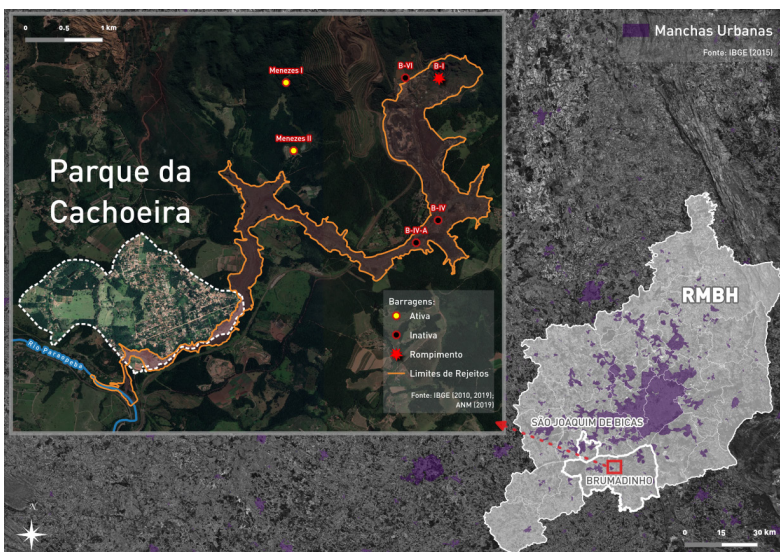 0 0.5 1 km
Manchas Urbanas
Fonte: IBGE (2015)
B-VI
B-I
Menezes I
Menezes II
Parque da
Cachoeira
B-IV
B-IV-A
Rio Paraopeba
Barragens:
Ativa
Inativa
Rompimento
Limites de Rejeitos
Fonte: IBGE (2010, 2019);
ANM (2019)
RMBH
SÃO JOAQUIM DE BICAS
BRUMADINHO
N
0 15 30 km